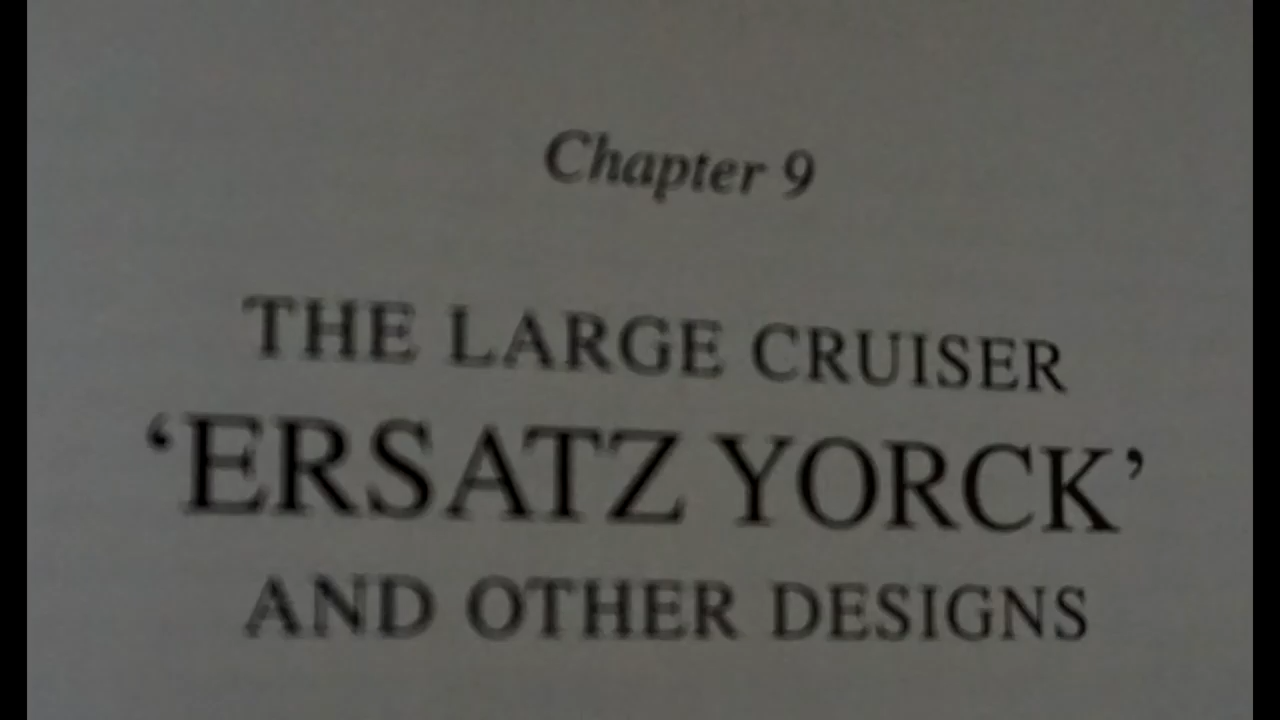 Chapter 9
THE LARGE CRUISER
‘ERSATZ YORCK’
AND OTHER DESIGNS